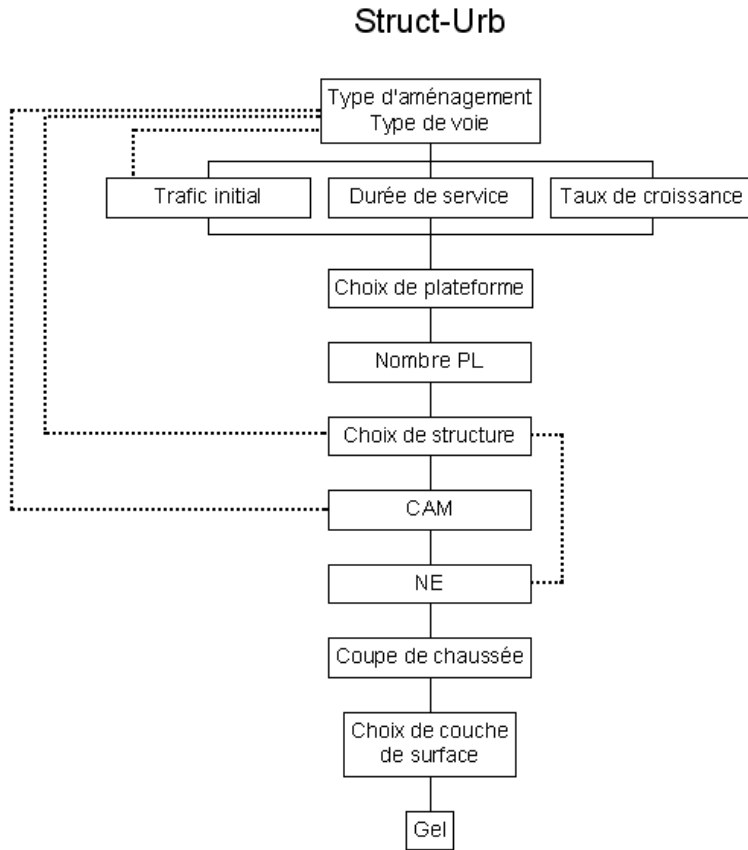 Struct-Urb
Type d'aménagement
Type de voie
Trafic initial
Durée de service
Taux de croissance
Choix de plateforme
Nombre PL
Choix de structure
CAM
NE
Coupe de chaussée
Choix de couche
de surface
Gel